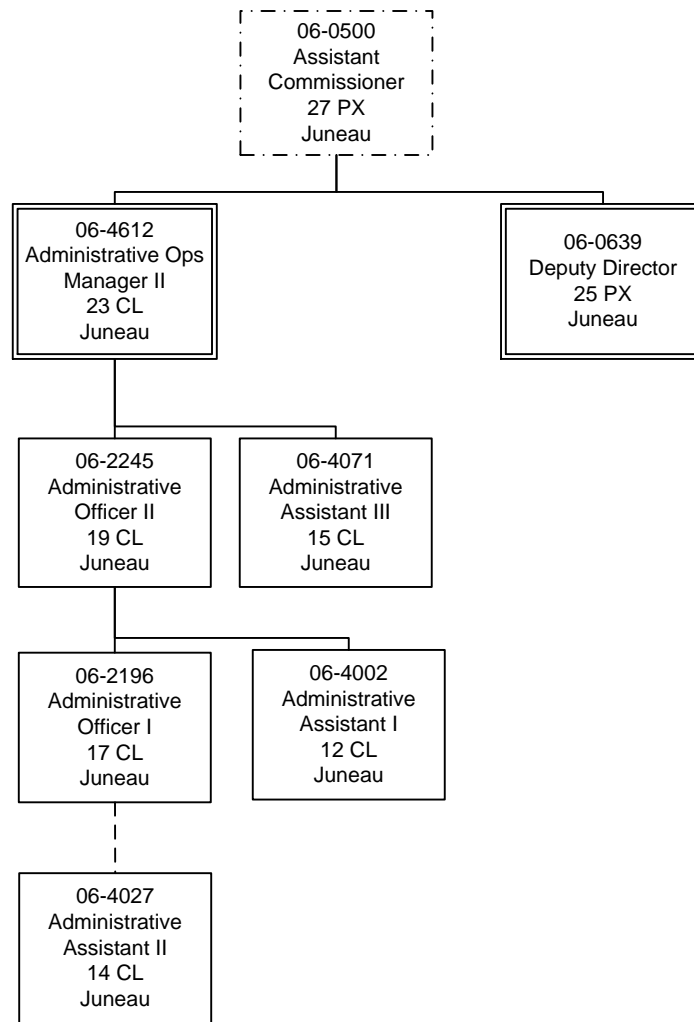 06-0500
Assistant
Commissioner
27 PX
Juneau
06-4612
Administrative Ops
Manager II
23 CL
Juneau
06-0639
Deputy Director
25 PX
Juneau
06-2245
Administrative
Officer II
19 CL
Juneau
06-4071
Administrative
Assistant III
15 CL
Juneau
06-2196
Administrative
Officer I
17 CL
Juneau
06-4002
Administrative
Assistant I
12 CL
Juneau
06-4027
Administrative
Assistant II
14 CL
Juneau